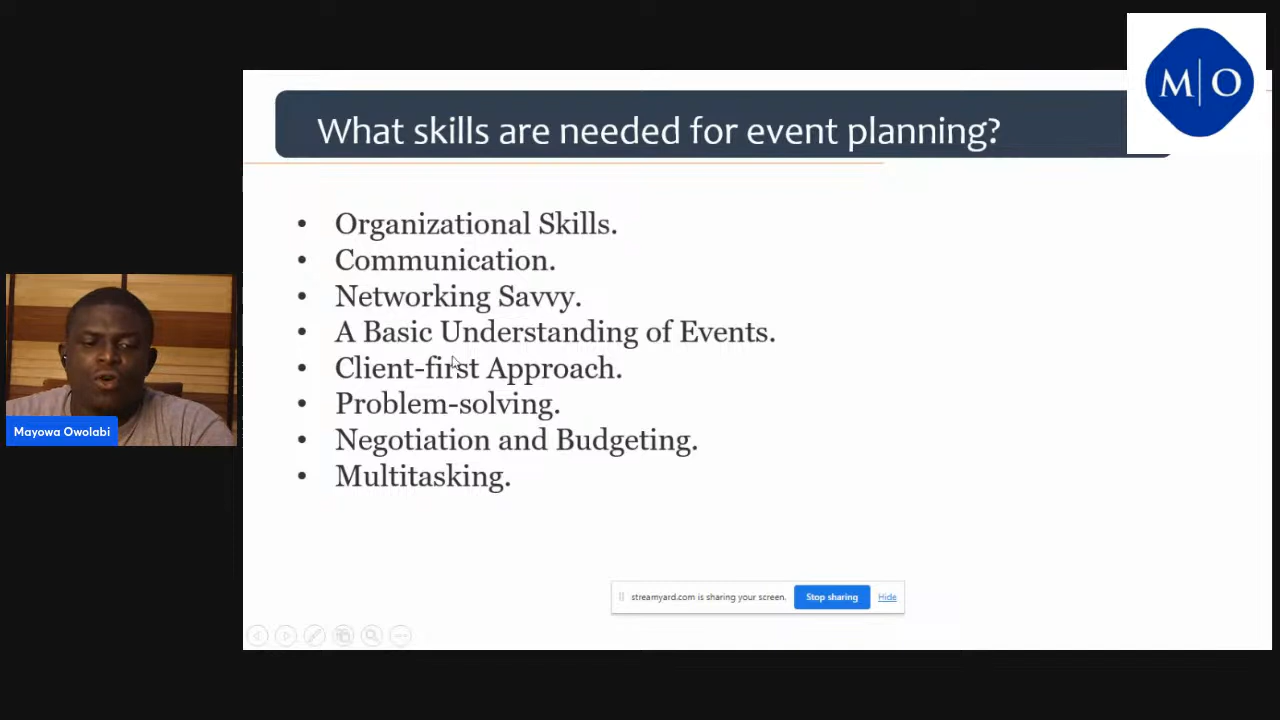 M|O
What skills are needed for event planning?
• Organizational Skills.
• Communication.
• Networking Savvy.
• A Basic Understanding of Events.
• Client-first Approach.
• Problem-solving.
• Negotiation and Budgeting.
• Multitasking.
Mayowa Owolabi
streamyard.com is sharing your screen. Stop sharing Hide